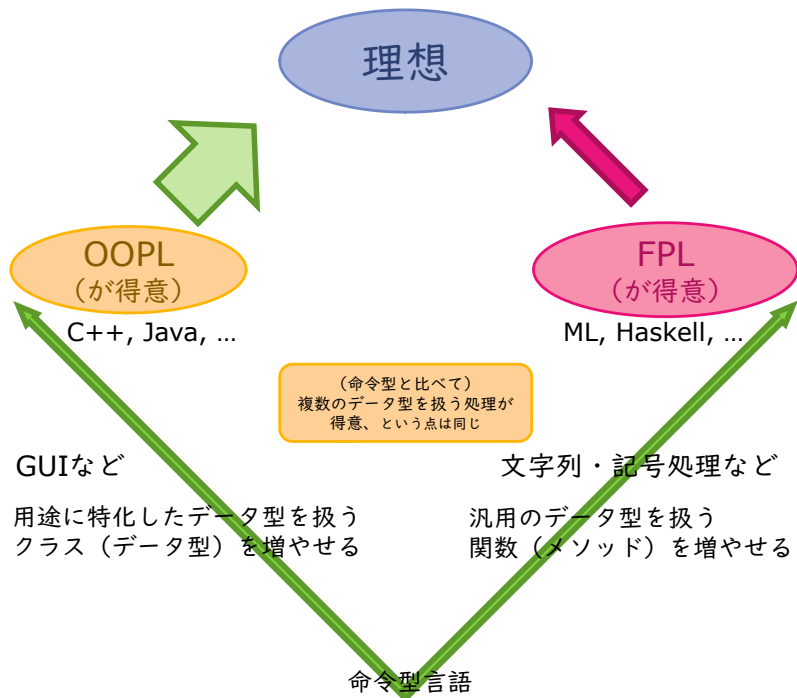 理想
OOPL
(が得意)
C++, Java, …
FPL
(が得意)
ML, Haskell, …
(命令型と比べて)
複数のデータ型を扱う処理が
得意、という点は同じ
GUIなど
用途に特化したデータ型を扱う
クラス(データ型)を増やせる
文字列・記号処理など
汎用のデータ型を扱う
関数(メソッド)を増やせる
命令型言語